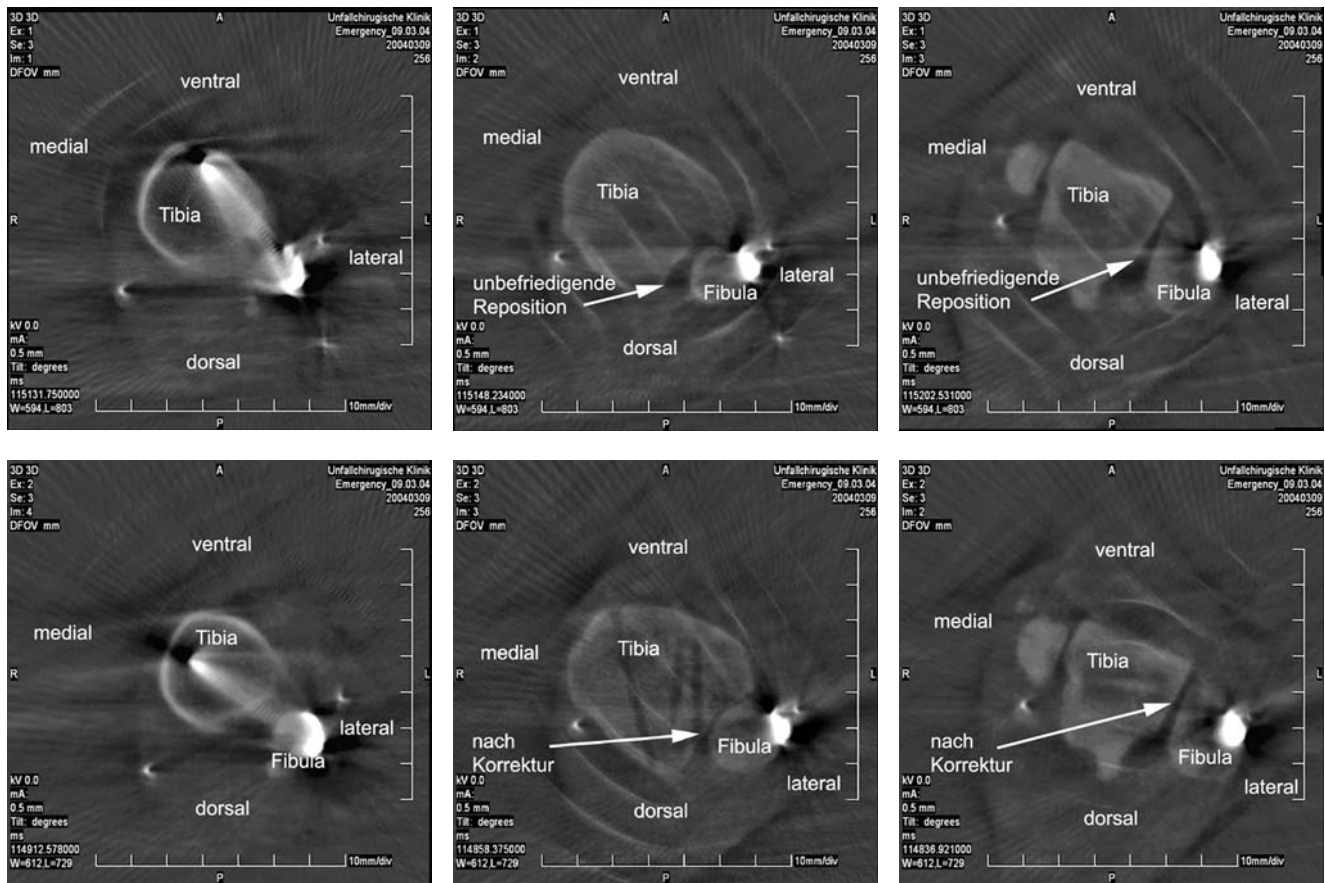 3D 3D
Ex: 1
Se: 3
Im: 1
DFOV mm
A
Unfallchirugische Klinik
Emergency_09.03.04
20040309
256
ventral
medial
Tibia
R
L
lateral
dorsal
kV 0.0
mA:
0.5 mm
Tilt: degrees
ms
115131.750000
W=594,L=803
10mm/div
P
3D 3D
Ex: 1
Se: 3
Im: 2
DFOV mm
A
Unfallchirugische Klinik
Emergency_09.03.04
20040309
256
ventral
medial
Tibia
R
L
unbefriedigende
Reposition
Fibula
lateral
dorsal
kV 0.0
mA:
0.5 mm
Tilt: degrees
ms
115148.234000
W=594,L=803
10mm/div
P
3D 3D
Ex: 1
Se: 3
Im: 3
DFOV mm
A
Unfallchirugische Klinik
Emergency_09.03.04
20040309
256
ventral
medial
Tibia
R
L
unbefriedigende
Reposition
Fibula
lateral
dorsal
kV 0.0
mA:
0.5 mm
Tilt: degrees
ms
115202.531000
W=594,L=803
10mm/div
P
3D 3D
Ex: 2
Se: 3
Im: 4
DFOV mm
A
Unfallchirugische Klinik
Emergency_09.03.04
20040309
256
ventral
medial
Tibia
R
L
lateral
Fibula
dorsal
kV 0.0
mA:
0.5 mm
Tilt: degrees
ms
114912.578000
W=612,L=729
10mm/div
P
3D 3D
Ex: 2
Se: 3
Im: 3
DFOV mm
A
Unfallchirugische Klinik
Emergency_09.03.04
20040309
256
ventral
medial
Tibia
R
L
nach
Korrektur
Fibula
lateral
dorsal
kV 0.0
mA:
0.5 mm
Tilt: degrees
ms
114858.375000
W=612,L=729
10mm/div
P
3D 3D
Ex: 2
Se: 3
Im: 2
DFOV mm
A
Unfallchirugische Klinik
Emergency_09.03.04
20040309
256
ventral
medial
Tibia
R
L
nach
Korrektur
Fibula
lateral
dorsal
kV 0.0
mA:
0.5 mm
Tilt: degrees
ms
114836.921000
W=612,L=729
10mm/div
P